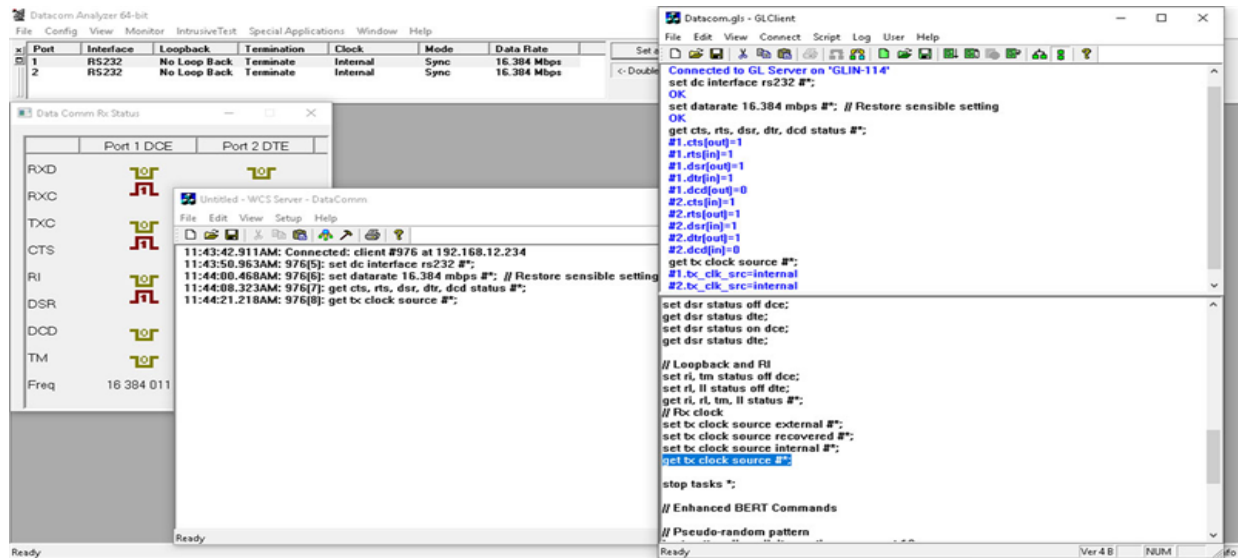 Datacom Analyzer 64-bit
File Config View Monitor IntrusiveTest Special Applications Window Help
Port Interface Loopback Termination Clock Mode Data Rate
1 RS232 No Loop Back Terminate Internal Sync 16.384 Mbps
2 RS232 No Loop Back Terminate Internal Sync 16.384 Mbps
Set a
<- Double
Data Comm Rx Status
Port 1 DCE Port 2 DTE
RXD
RXC
TXC
CTS
RI
DSR
DCD
TM
Freq 16 384 011
Untitled - WCS Server - DataComm
File Edit View Setup Help
11:43:42.911AM: Connected: client #976 at 192.168.12.234
11:43:50.963AM: 976[5]: set dc interface rs232 #*;
11:44:00.468AM: 976[6]: set datarate 16.384 mbps #*; // Restore sensible setting
11:44:08.323AM: 976[7]: get cts, rts, dsr, dtr, dcd status #*;
11:44:21.218AM: 976[8]: get tx clock source #*;
Ready
Datacom.gls - GLClient
File Edit View Connect Script Log User Help
Connected to GL Server on 'GLIN-114'
set dc interface rs232 #*;
OK
set datarate 16.384 mbps #*; // Restore sensible setting
OK
get cts, rts, dsr, dtr, dcd status #*;
#1.cts[out]=1
#1.rts[in]=1
#1.dsr[out]=1
#1.dtr[in]=1
#1.dcd[out]=0
#2.cts[in]=1
#2.rts[out]=1
#2.dsr[in]=1
#2.dtr[out]=1
#2.dcd[in]=0
get tx clock source #*;
#1.tx_clk_src=internal
#2.tx_clk_src=internal
set dsr status off dce;
get dsr status dte;
set dsr status on dce;
get dsr status dte;
// Loopback and RI
set ri, tm status off dce;
set rl, ll status off dte;
get ri, rl, tm, ll status #*;
// Rx clock
set tx clock source external #*;
set tx clock source recovered #*;
set tx clock source internal #*;
get tx clock source #*;
stop tasks *;
// Enhanced BERT Commands
// Pseudo-random pattern
Ready Ver 4 B NUM
Ready